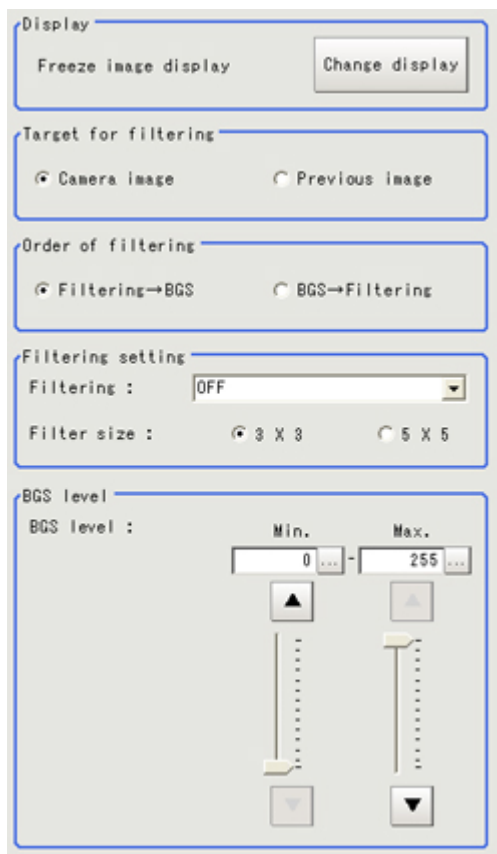 Display
Freeze image display Change display
Target for filtering
Camera image Previous image
Order of filtering
Filtering→BGS BGS→Filtering
Filtering setting
Filtering : OFF
Filter size : 3 X 3 5 X 5
BGS level
BGS level : Min. Max.
0 ... - 255 ...